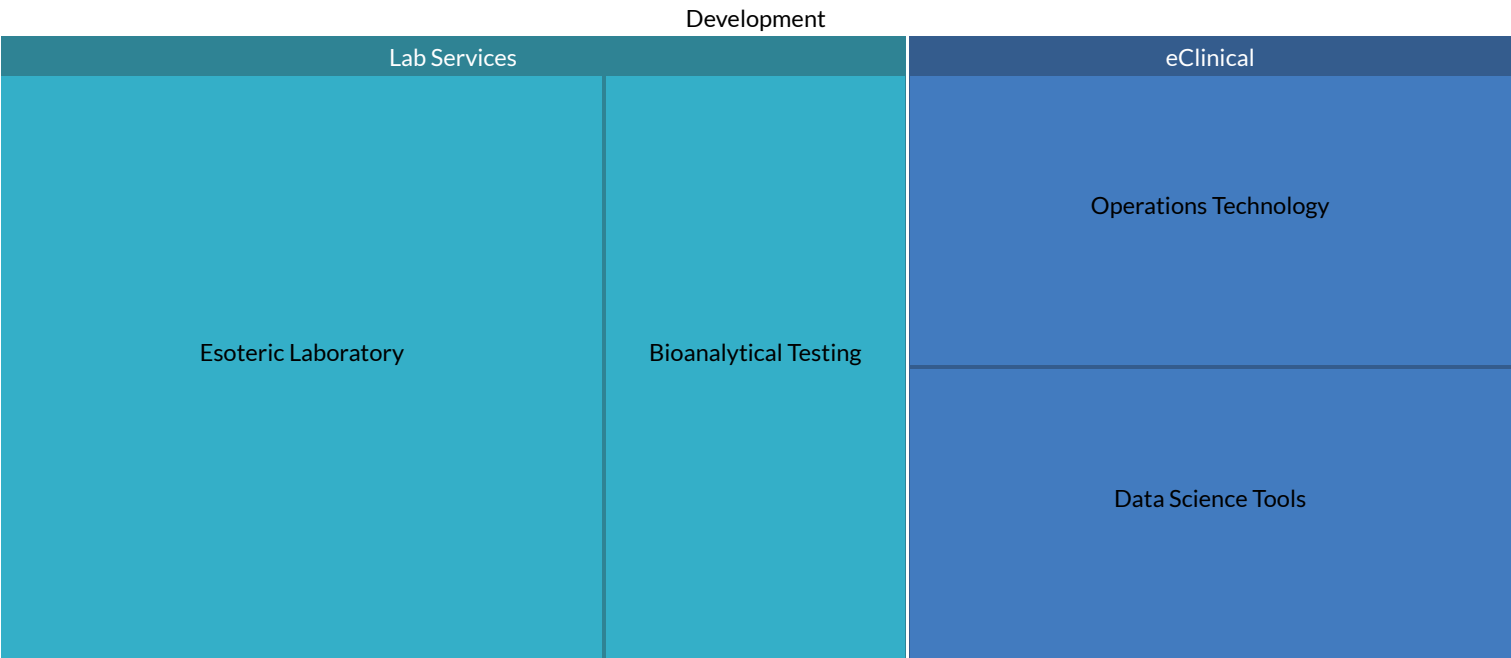 Development
Lab Services
eClinical
Operations Technology
Esoteric Laboratory
Bioanalytical Testing
Data Science Tools